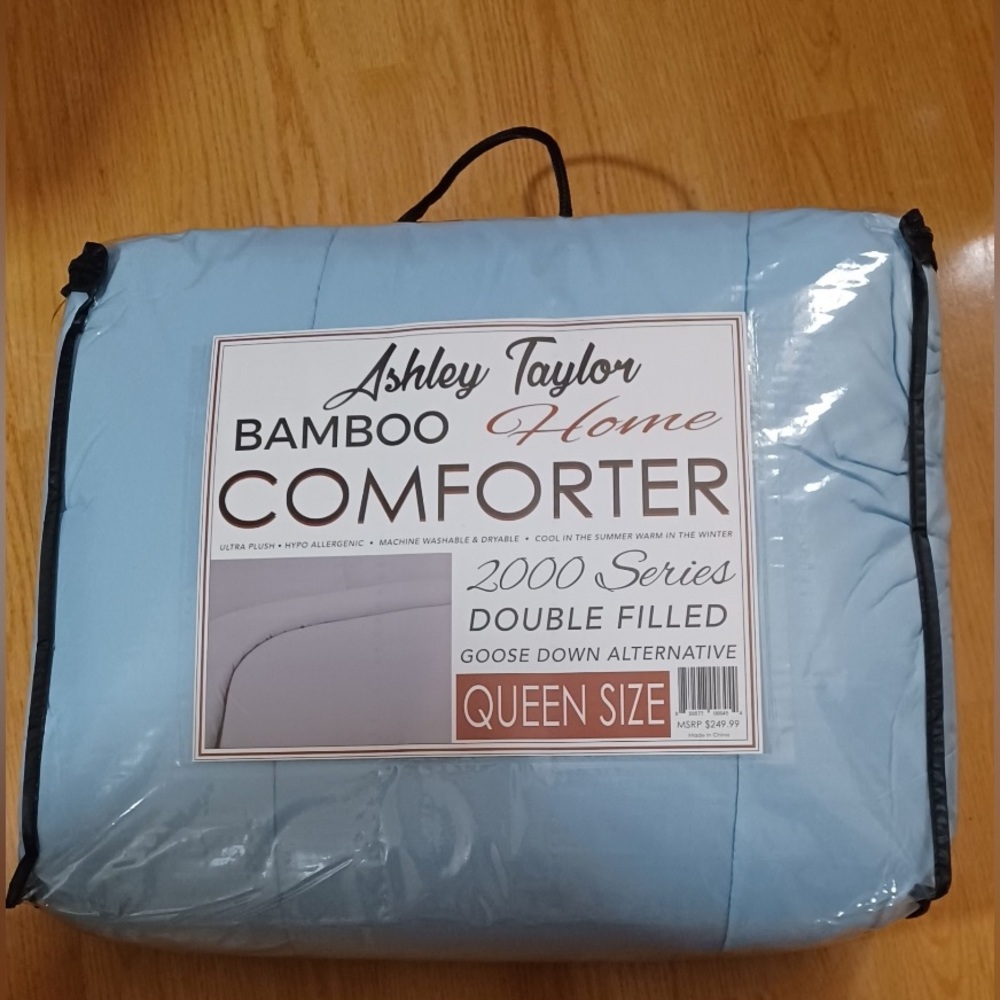 Ashley Taylor
BAMBOO Home
COMFORTER
ULTRA PLUSH • HYPO ALLERGENIC • MACHINE WASHABLE & DRYABLE • COOL IN THE SUMMER WARM IN THE WINTER
2000 Series
DOUBLE FILLED
GOOSE DOWN ALTERNATIVE
QUEEN SIZE
MSRP $249.99
Made In China